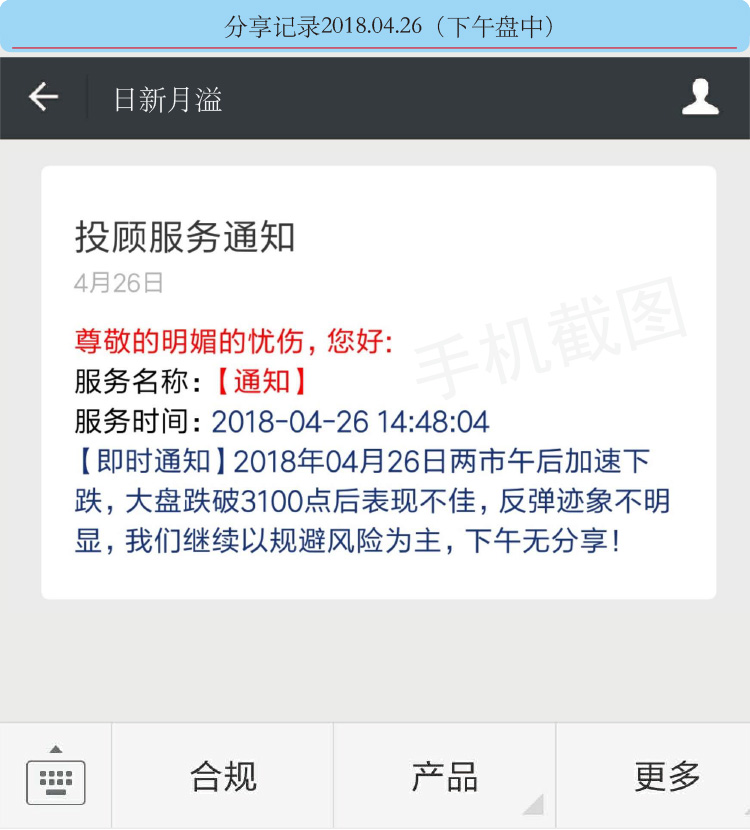 分享记录2018.04.26（下午盘中）
日新月溢
投顾服务通知
4月26日
手机截图
尊敬的明媚的忧伤，您好：
服务名称：【通知】
服务时间：2018-04-26 14:48:04
【即时通知】2018年04月26日两市午后加速下
跌，大盘跌破3100点后表现不佳，反弹迹象不明
显，我们继续以规避风险为主，下午无分享！
合规
产品
更多